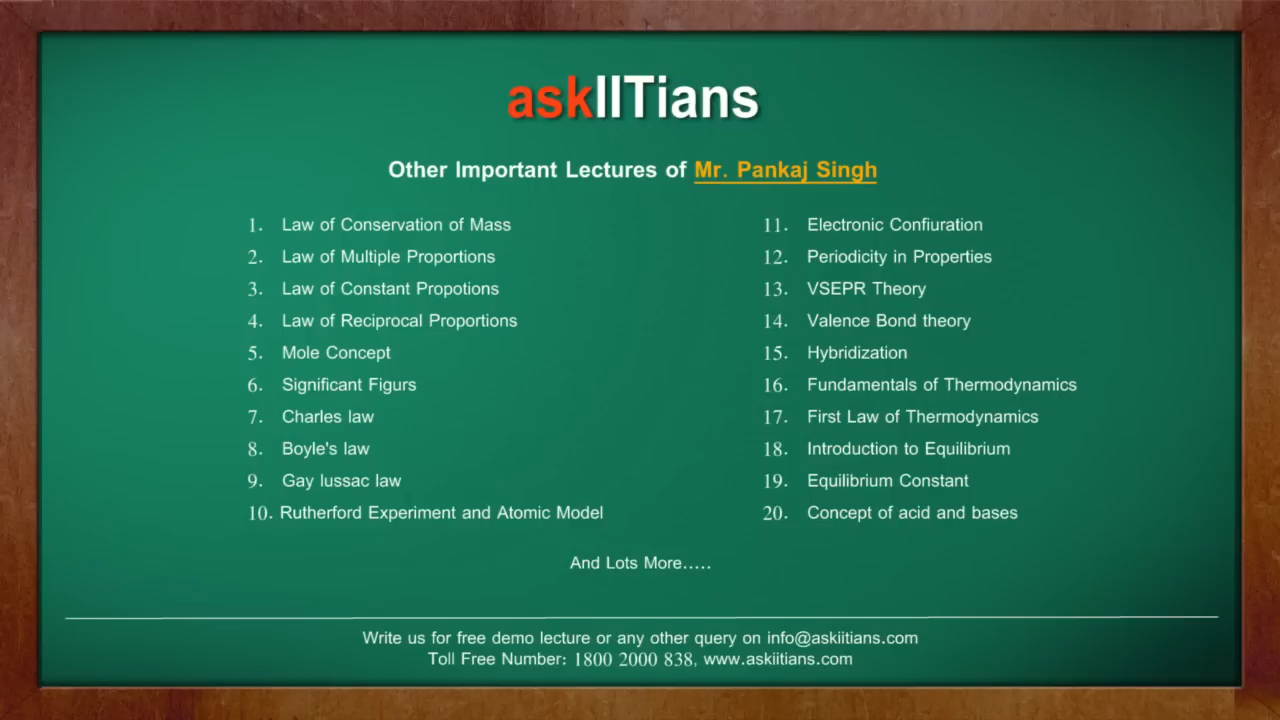 askIITians
Other Important Lectures of Mr. Pankaj Singh
1. Law of Conservation of Mass
2. Law of Multiple Proportions
3. Law of Constant Propotions
4. Law of Reciprocal Proportions
5. Mole Concept
6. Significant Figurs
7. Charles law
8. Boyle's law
9. Gay lussac law
10. Rutherford Experiment and Atomic Model
11. Electronic Confiuration
12. Periodicity in Properties
13. VSEPR Theory
14. Valence Bond theory
15. Hybridization
16. Fundamentals of Thermodynamics
17. First Law of Thermodynamics
18. Introduction to Equilibrium
19. Equilibrium Constant
20. Concept of acid and bases
And Lots More.....
Write us for free demo lecture or any other query on info@askiitians.com
Toll Free Number: 1800 2000 838, www.askiitians.com